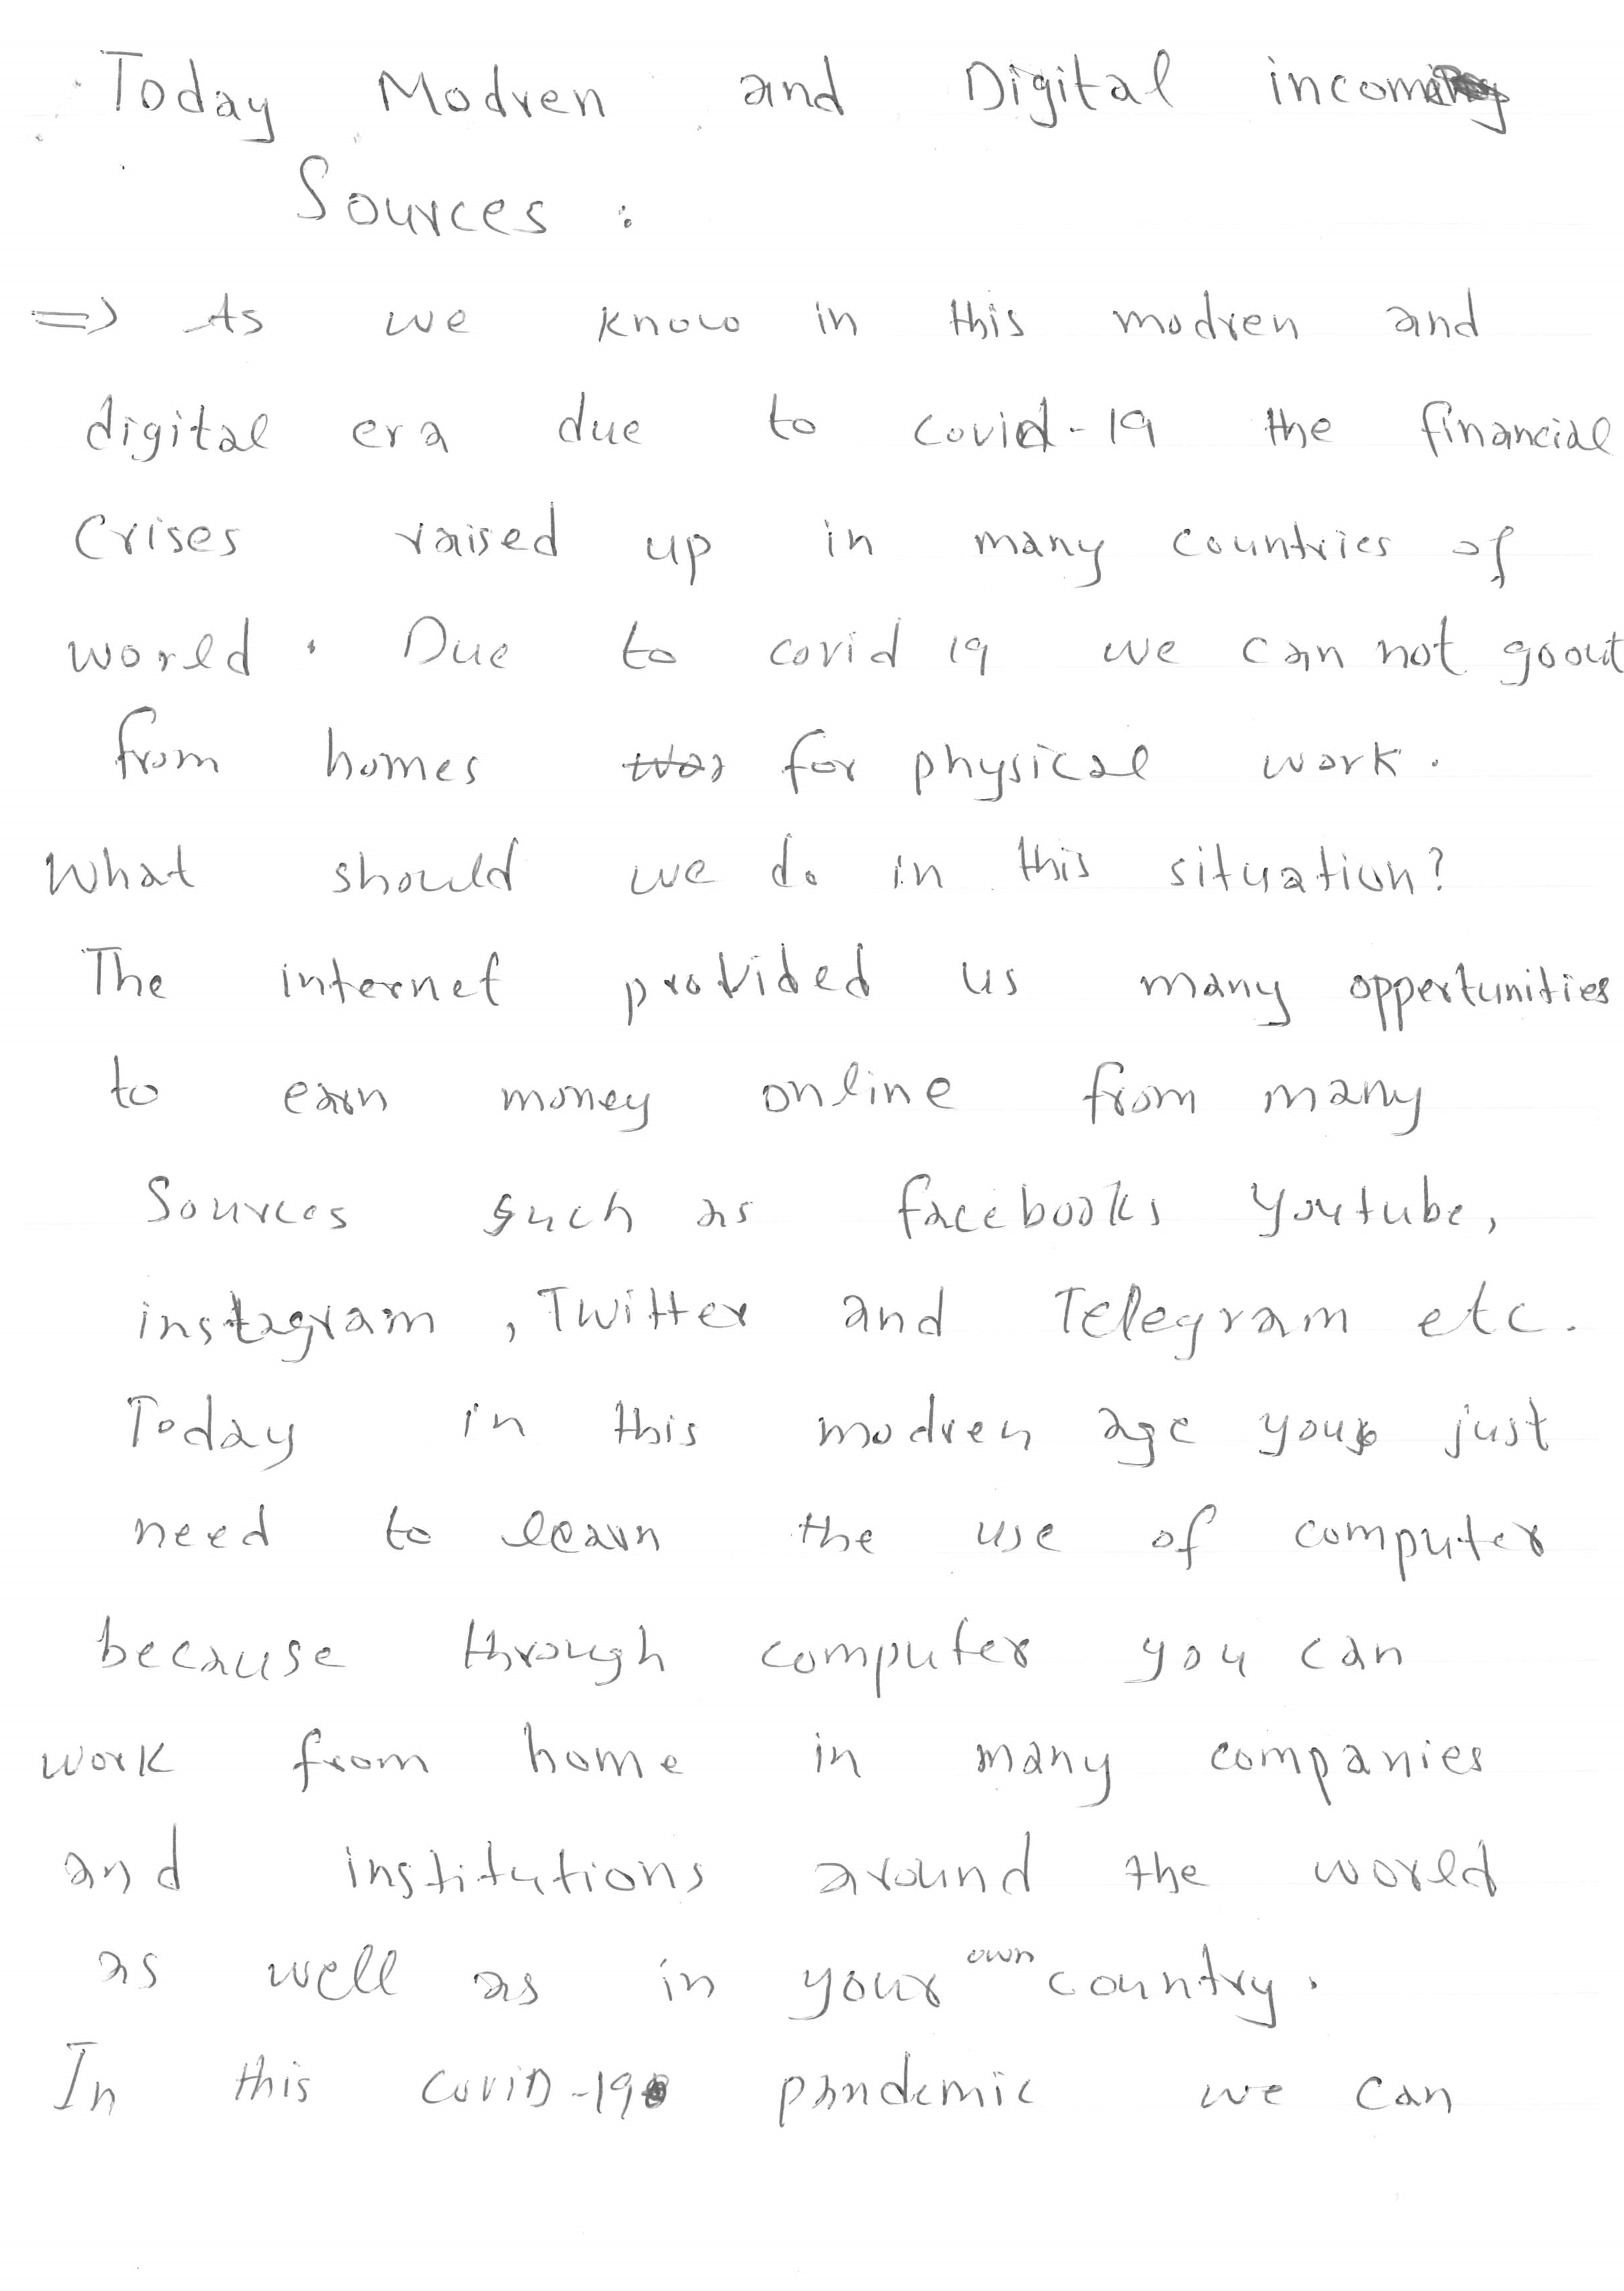 Today Modren and Digital incoming
Sources :
=> As we know in this modren and
digital era due to covid-19 the financial
Crises raised up in many countries of
world . Due to covid 19 we can not goout
from homes for physical work .
What should we do in this situation?
The internet provided us many oppertunities
to earn money online from many
Sources such as facebooks Youtube,
instagram , Twitter and Telegram etc.
Today in this modren age you just
need to learn the use of computer
because through computer you can
work from home in many companies
and institutions around the world
as well as in your own country .
In this coviD-19 pandemic we can